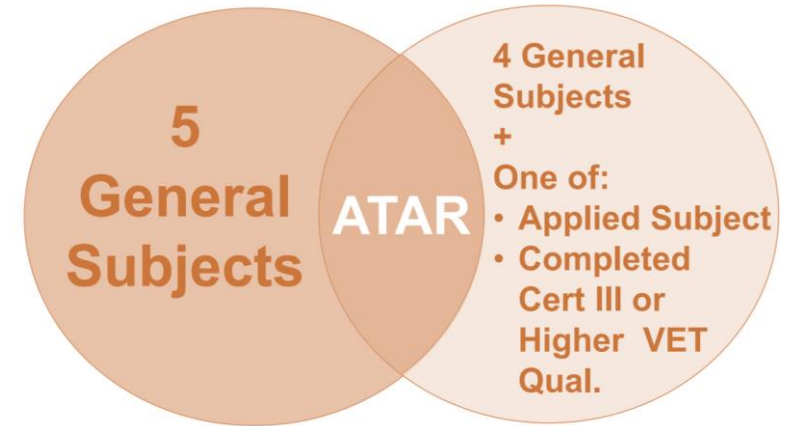 5
General
Subjects
ATAR
4 General
Subjects
+
One of:
• Applied Subject
• Completed
Cert III or
Higher VET
Qual.